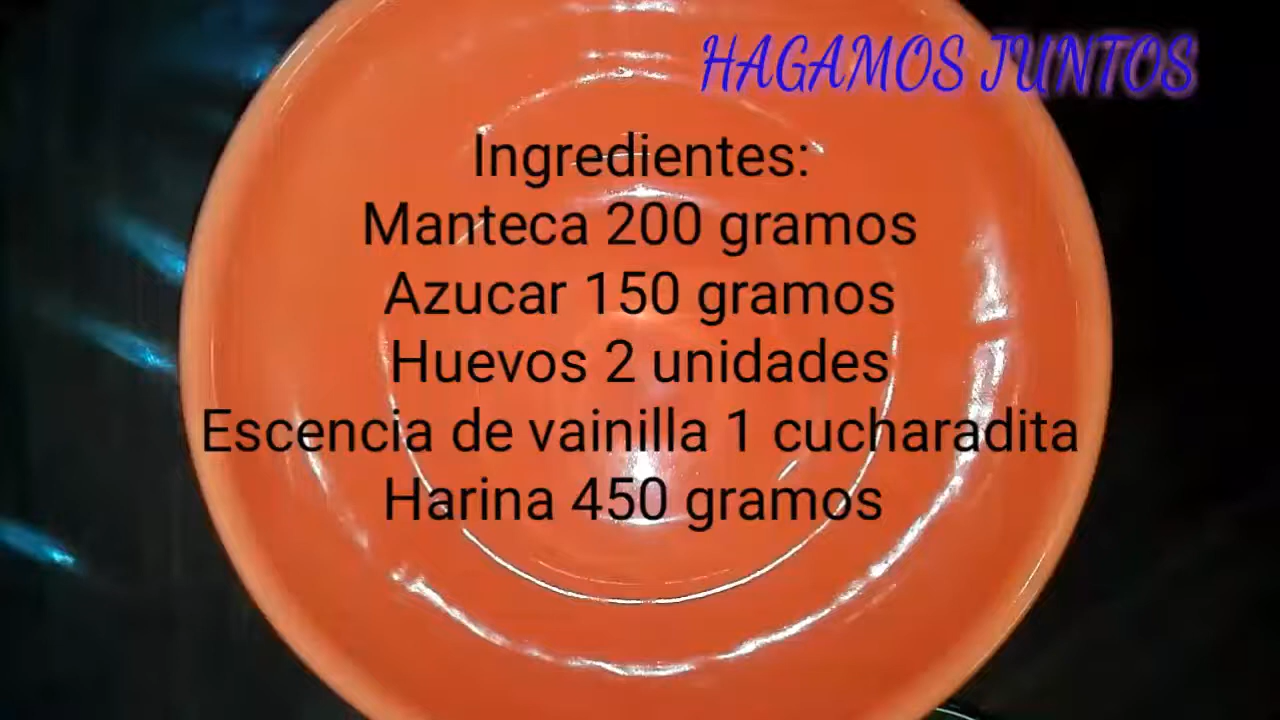 HAGAMOS JUNTOS
Ingredientes:
Manteca 200 gramos
Azucar 150 gramos
Huevos 2 unidades
Escencia de vainilla 1 cucharadita
Harina 450 gramos